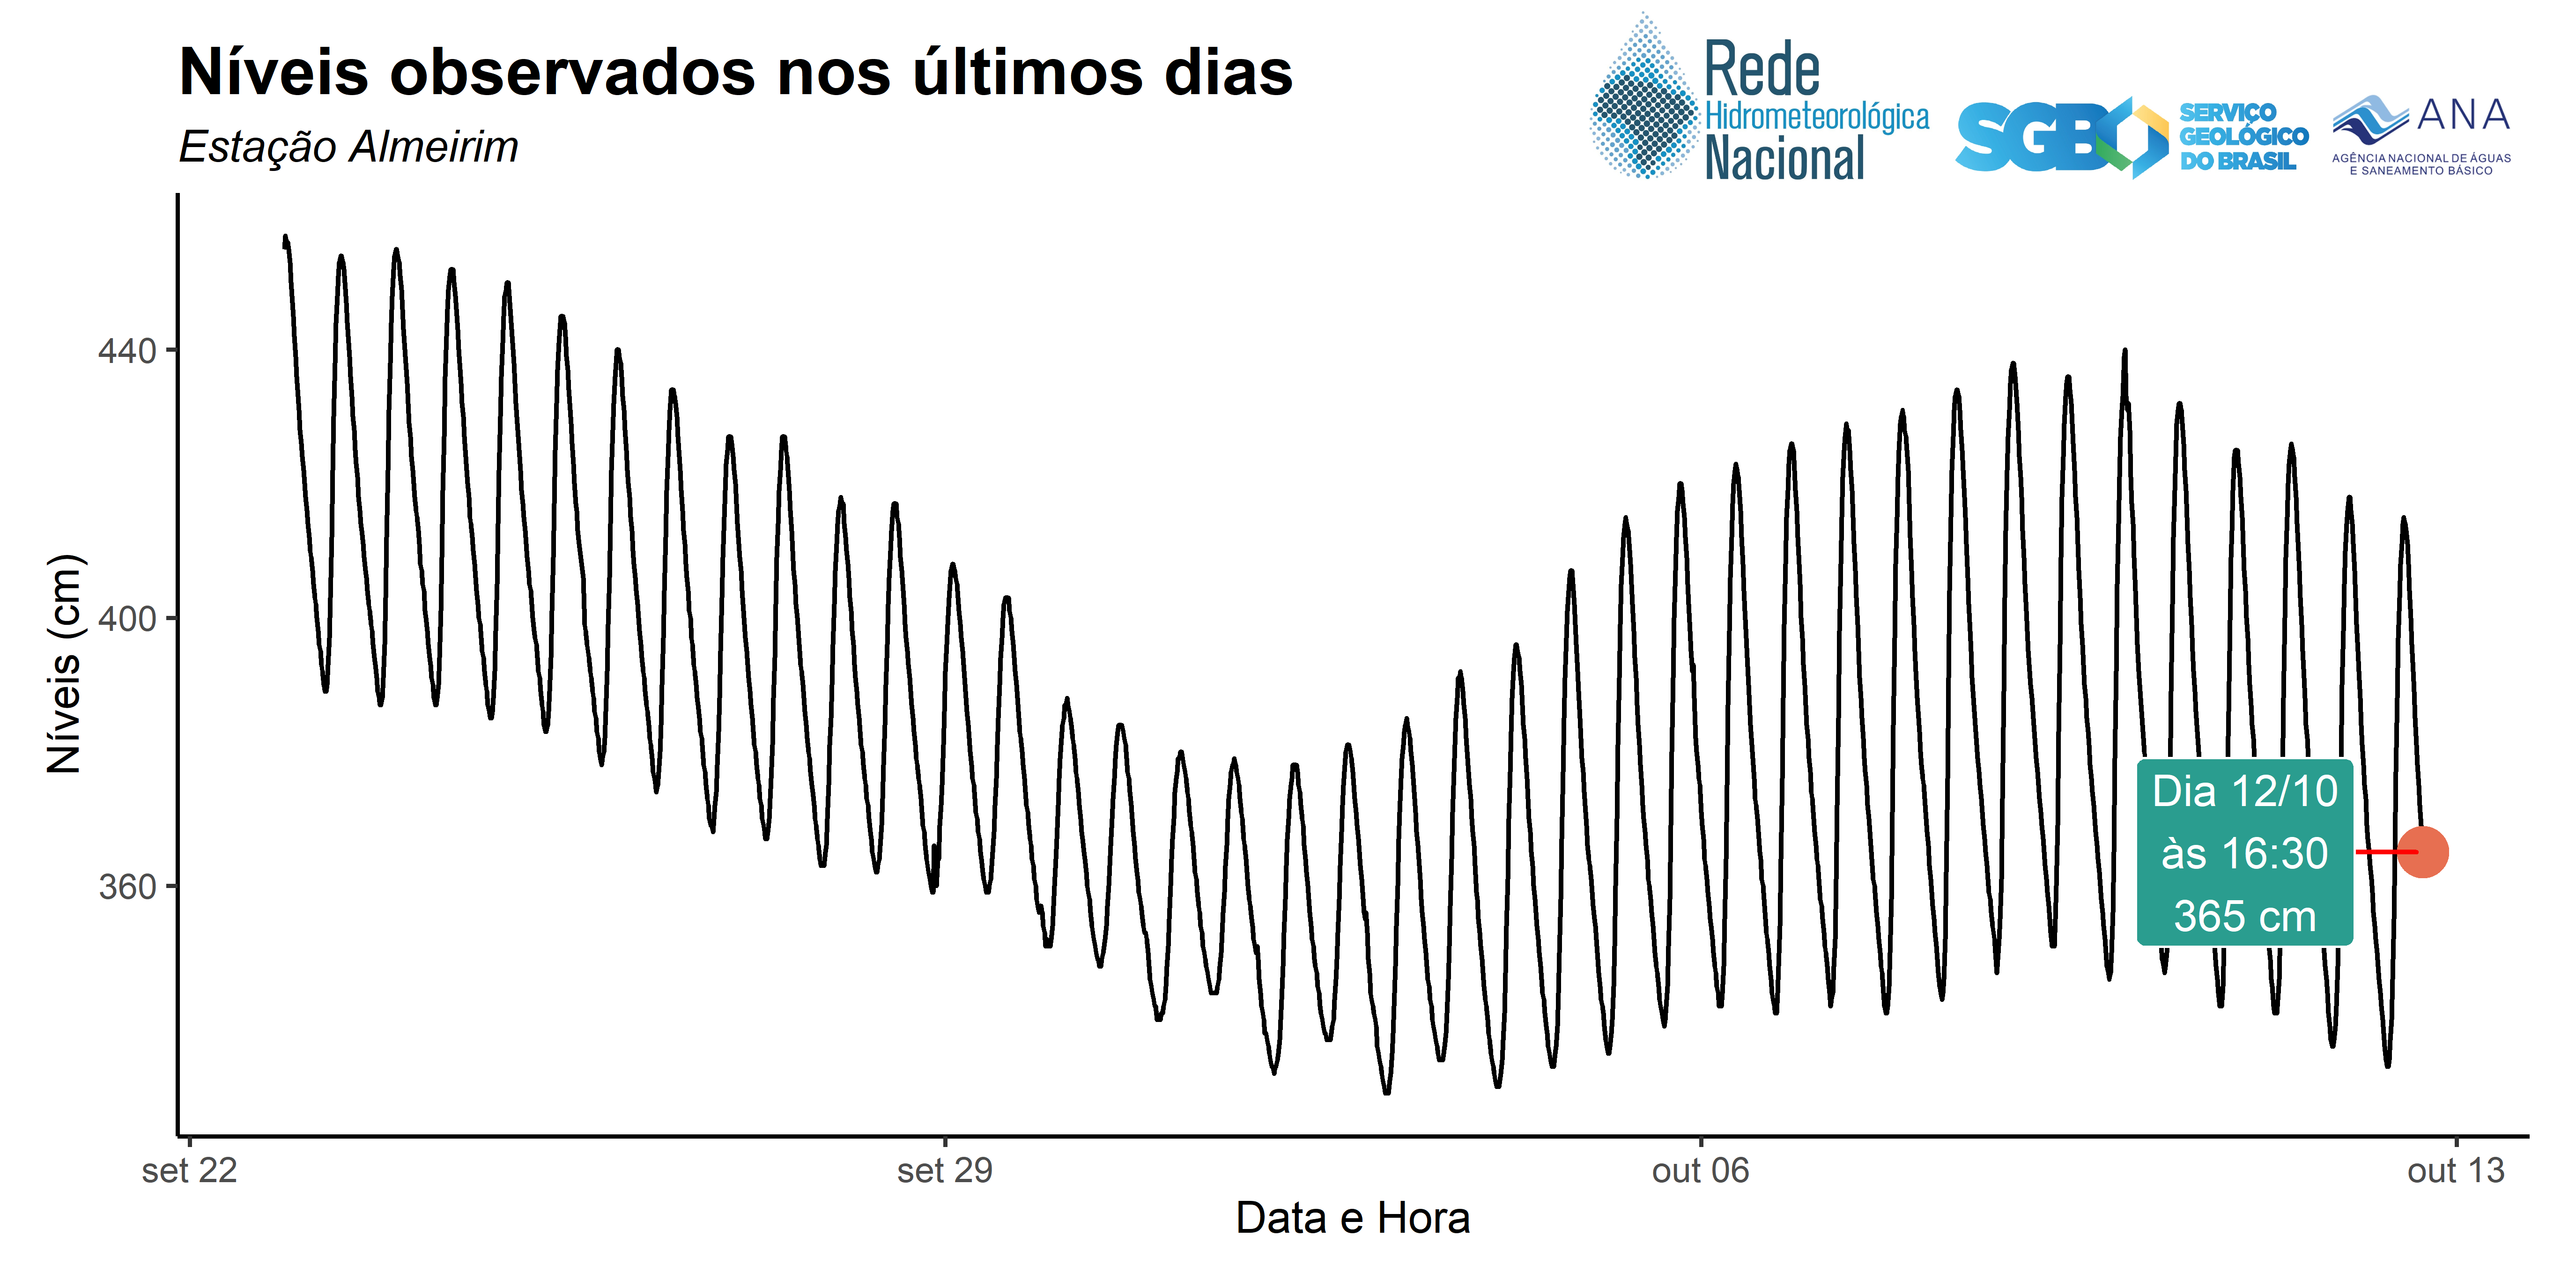 Níveis observados nos últimos dias
Estação Almeirim
Rede
Hidrometeorológica
Nacional
SGB
SERVIÇO
GEOLÓGICO
DO BRASIL
ANA
AGÊNCIA NACIONAL DE ÁGUAS
E SANEAMENTO BÁSICO
Níveis (cm)
440
400
360
Dia 12/10
às 16:30
365 cm
set 22
set 29
out 06
out 13
Data e Hora